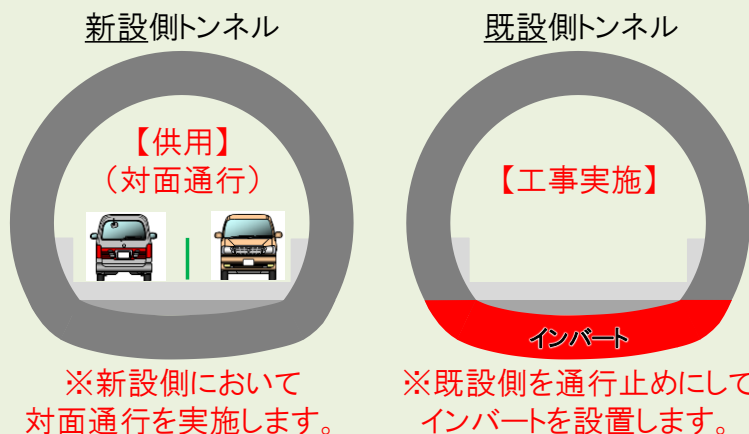 新設側トンネル
【供用】
（対面通行）
※新設側において
対面通行を実施します。
既設側トンネル
【工事実施】
インバート
※既設側を通行止めにして
インバートを設置します。